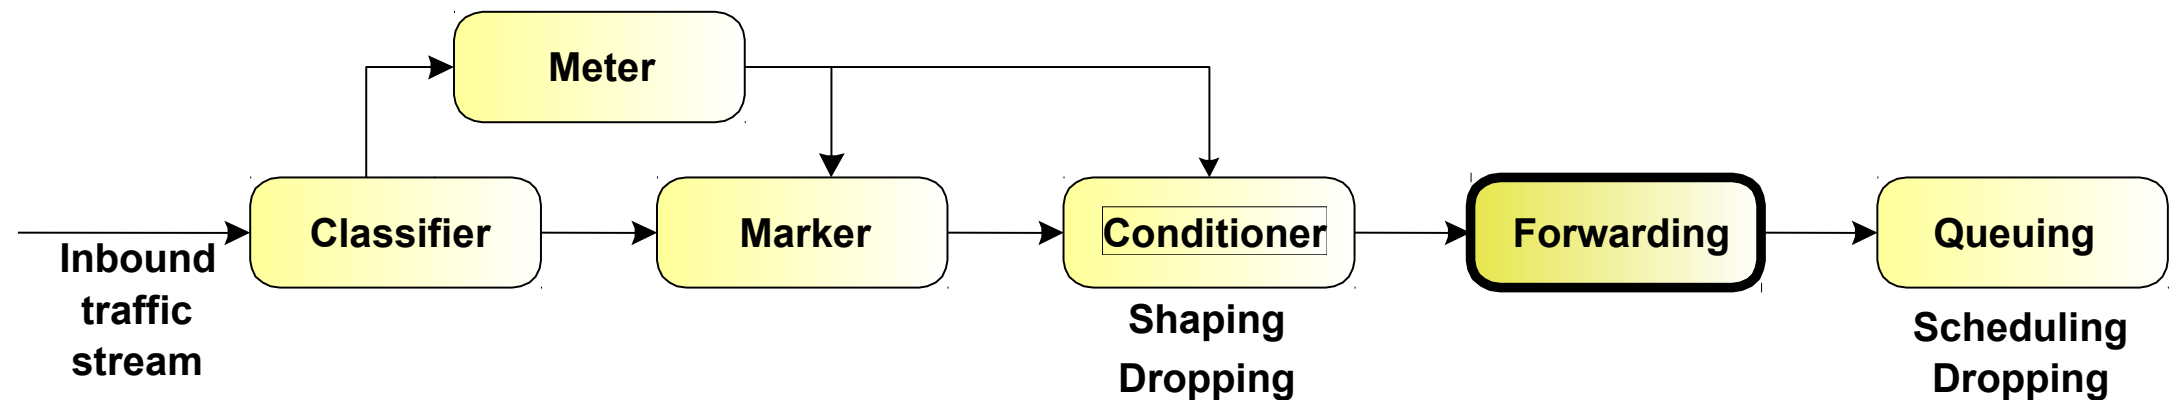 Meter
Classifier
Marker
Conditioner
Forwarding
Queuing
Inbound
traffic
stream
Shaping
Dropping
Scheduling
Dropping